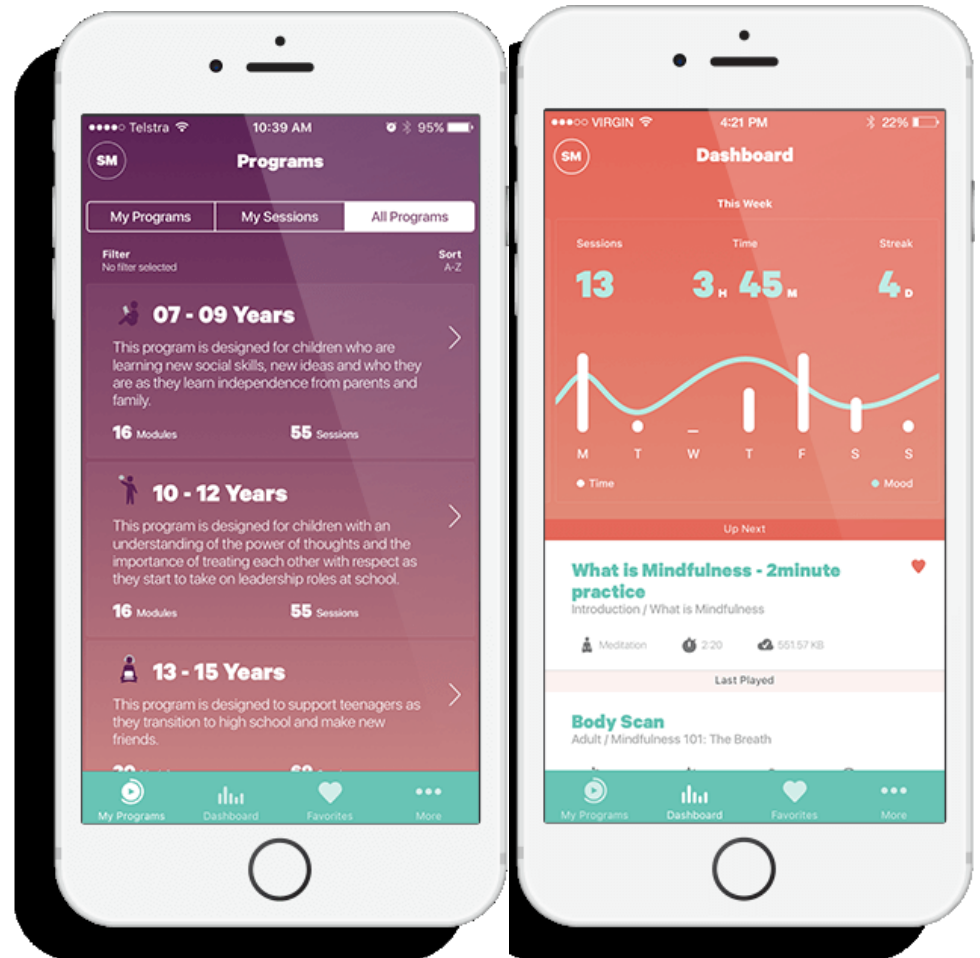 Telstra 10:39 AM 95%
SM Programs
My Programs My Sessions All Programs
Filter Sort
No filter selected A-Z
07 - 09 Years
This program is designed for children who are
learning new social skills, new ideas and who they
are as they learn independence from parents and
family.
16 Modules 55 Sessions
10 - 12 Years
This program is designed for children with an
understanding of the power of thoughts and the
importance of treating each other with respect as
they start to take on leadership roles at school.
16 Modules 55 Sessions
13 - 15 Years
This program is designed to support teenagers as
they transition to high school and make new
friends.
My Programs Dashboard Favorites More
VIRGIN 4:21 PM 22%
SM Dashboard
This Week
Sessions Time Streak
13 3 H 45 M 4 D
M T W T F S S
Time Mood
Up Next
What is Mindfulness - 2minute
practice
Introduction / What is Mindfulness
Meditation 2:20 551.57 KB
Last Played
Body Scan
Adult / Mindfulness 101: The Breath
My Programs Dashboard Favorites More